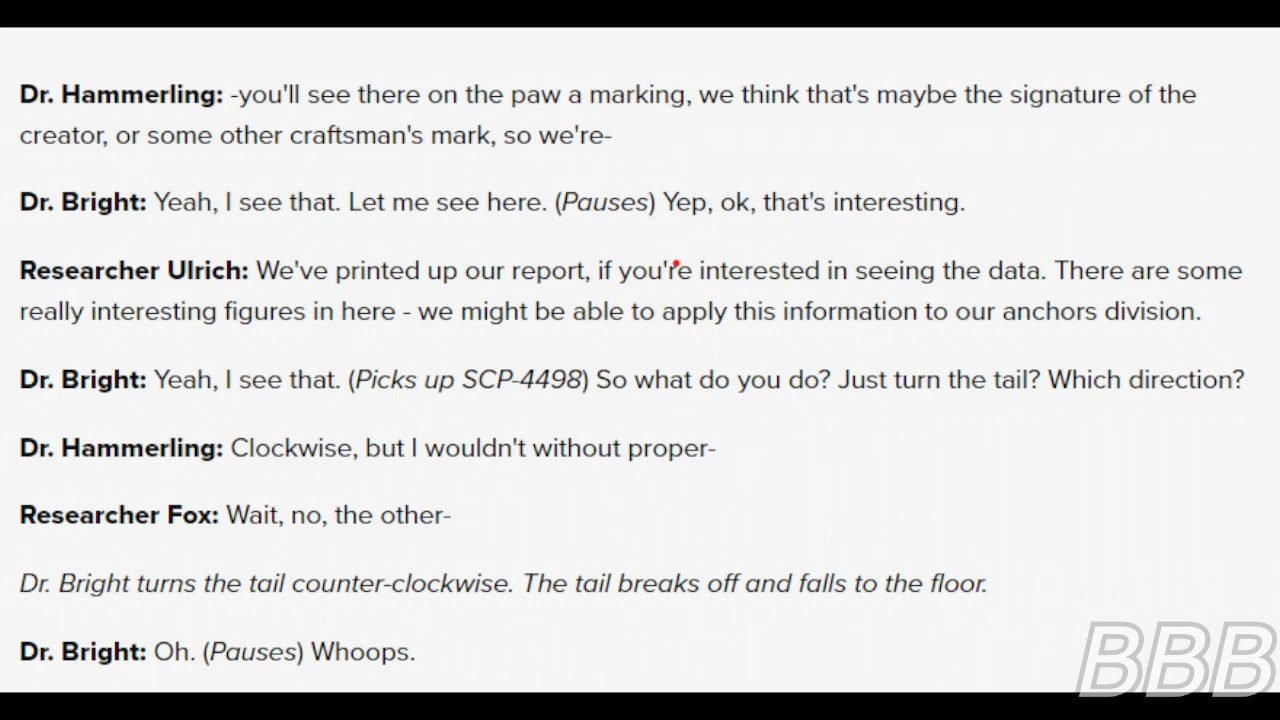 Dr. Hammerling: -you'll see there on the paw a marking, we think that's maybe the signature of the
creator, or some other craftsman's mark, so we're-
Dr. Bright: Yeah, I see that. Let me see here. (Pauses) Yep, ok, that's interesting.
Researcher Ulrich: We've printed up our report, if you're interested in seeing the data. There are some
really interesting figures in here - we might be able to apply this information to our anchors division.
Dr. Bright: Yeah, I see that. (Picks up SCP-4498) So what do you do? Just turn the tail? Which direction?
Dr. Hammerling: Clockwise, but I wouldn't without proper-
Researcher Fox: Wait, no, the other-
Dr. Bright turns the tail counter-clockwise. The tail breaks off and falls to the floor.
Dr. Bright: Oh. (Pauses) Whoops.
BBB